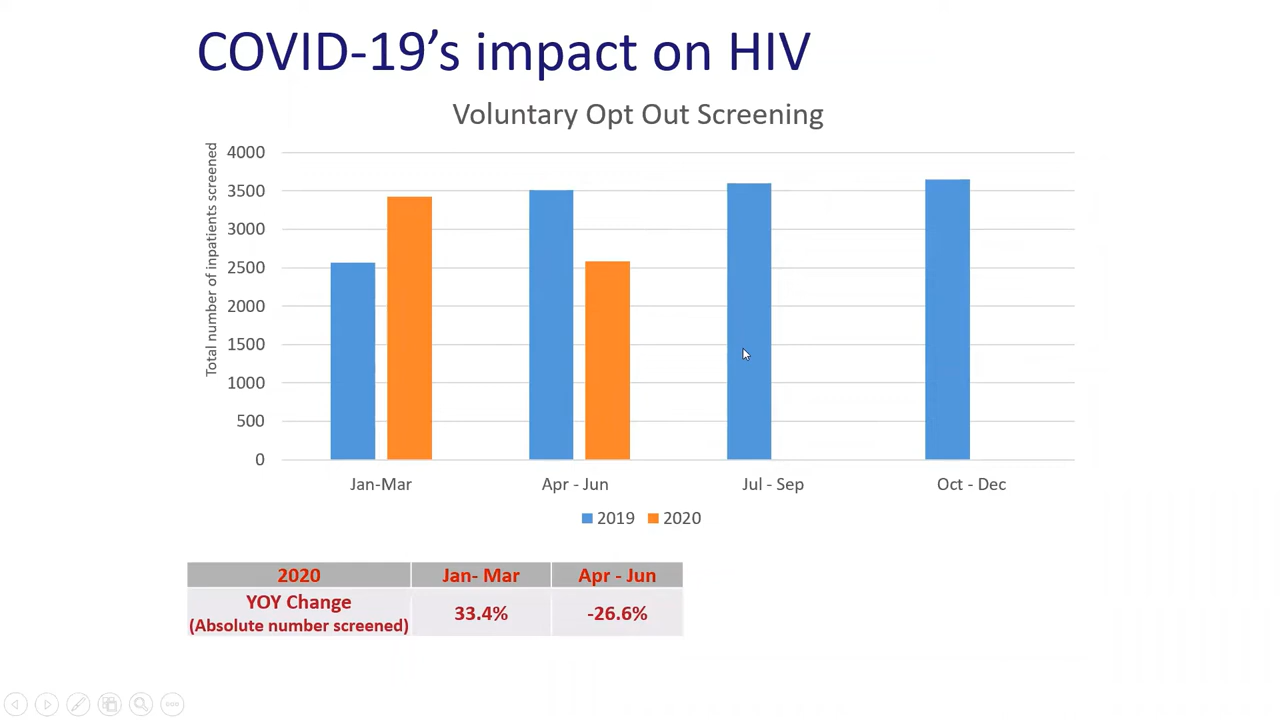 COVID-19’s impact on HIV
Voluntary Opt Out Screening
Total number of inpatients screened
4000
3500
3000
2500
2000
1500
1000
500
0
Jan-Mar Apr - Jun Jul - Sep Oct - Dec
2019 2020
2020 Jan- Mar Apr - Jun
YOY Change
(Absolute number screened) 33.4% -26.6%